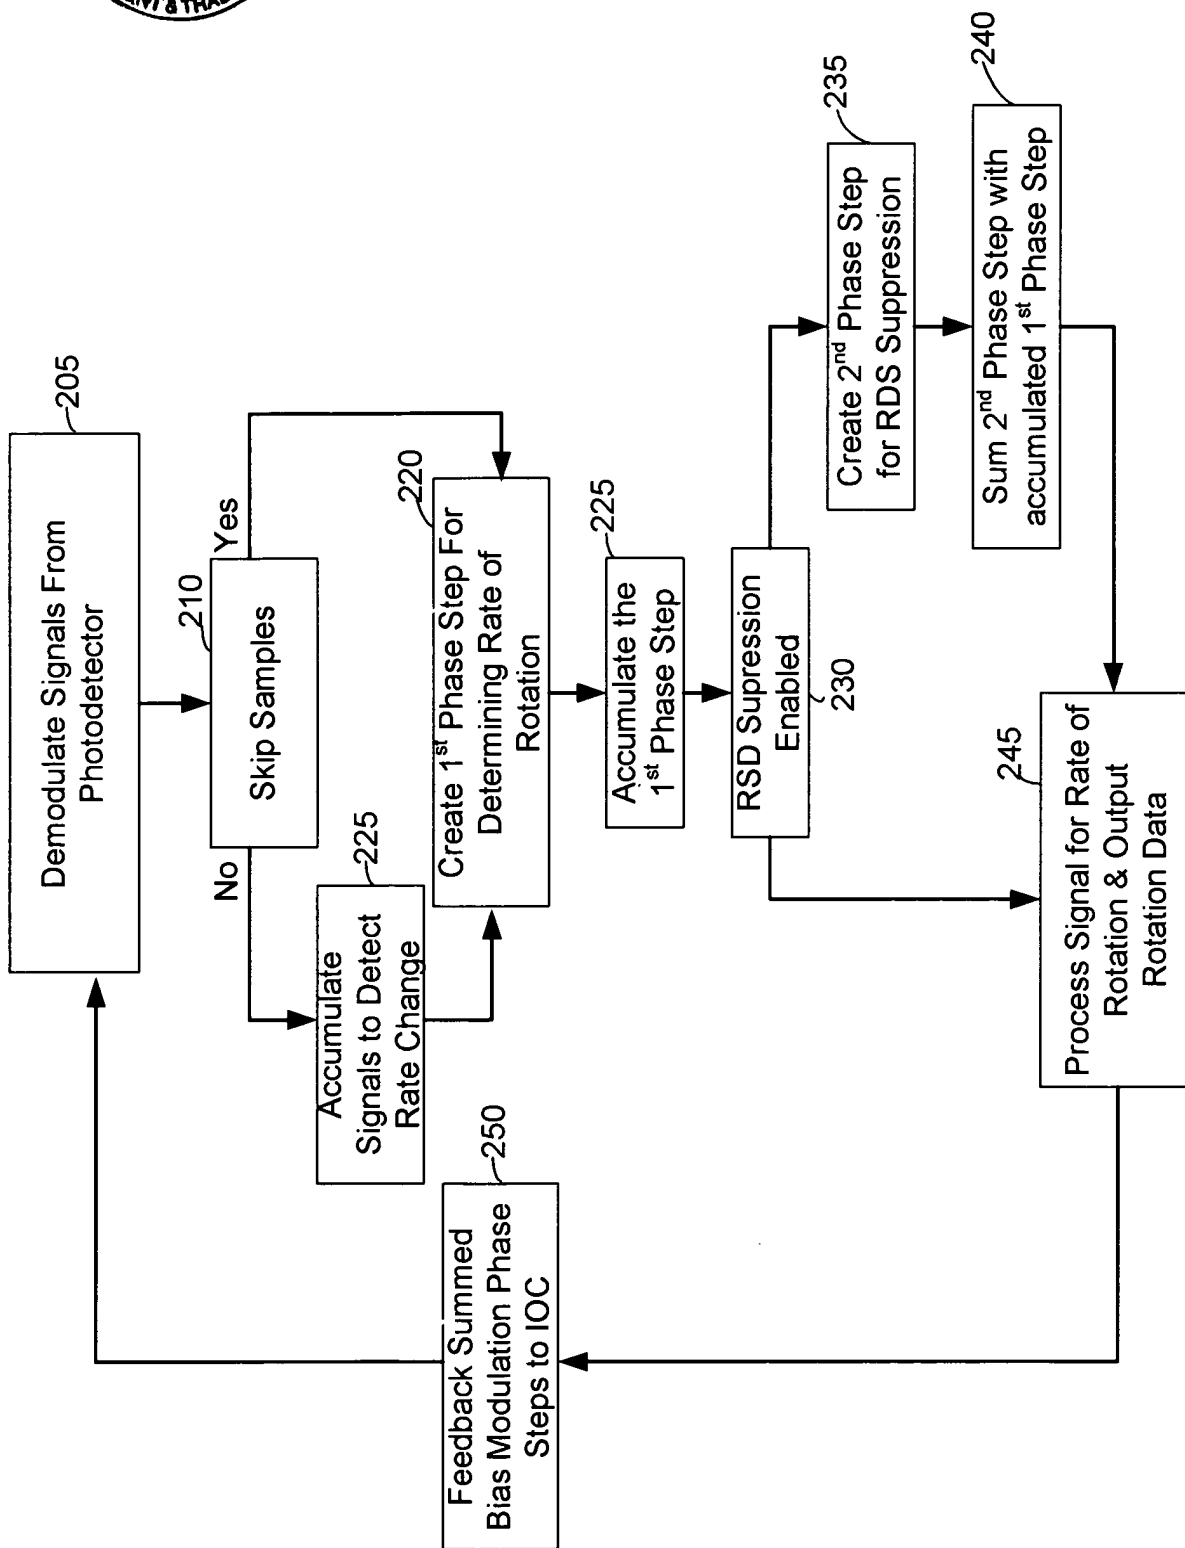 205
Demodulate Signals From
Photodetector
210
Skip Samples
Yes
No
225
Accumulate
Signals to Detect
Rate Change
220
Create 1st Phase Step For
Determining Rate of
Rotation
225
Accumulate the
1st Phase Step
RSD Supression
Enabled
230
235
Create 2nd Phase Step
for RDS Suppression
240
Sum 2nd Phase Step with
accumulated 1st Phase Step
245
Process Signal for Rate of
Rotation & Output
Rotation Data
250
Feedback Summed
Bias Modulation Phase
Steps to IOC